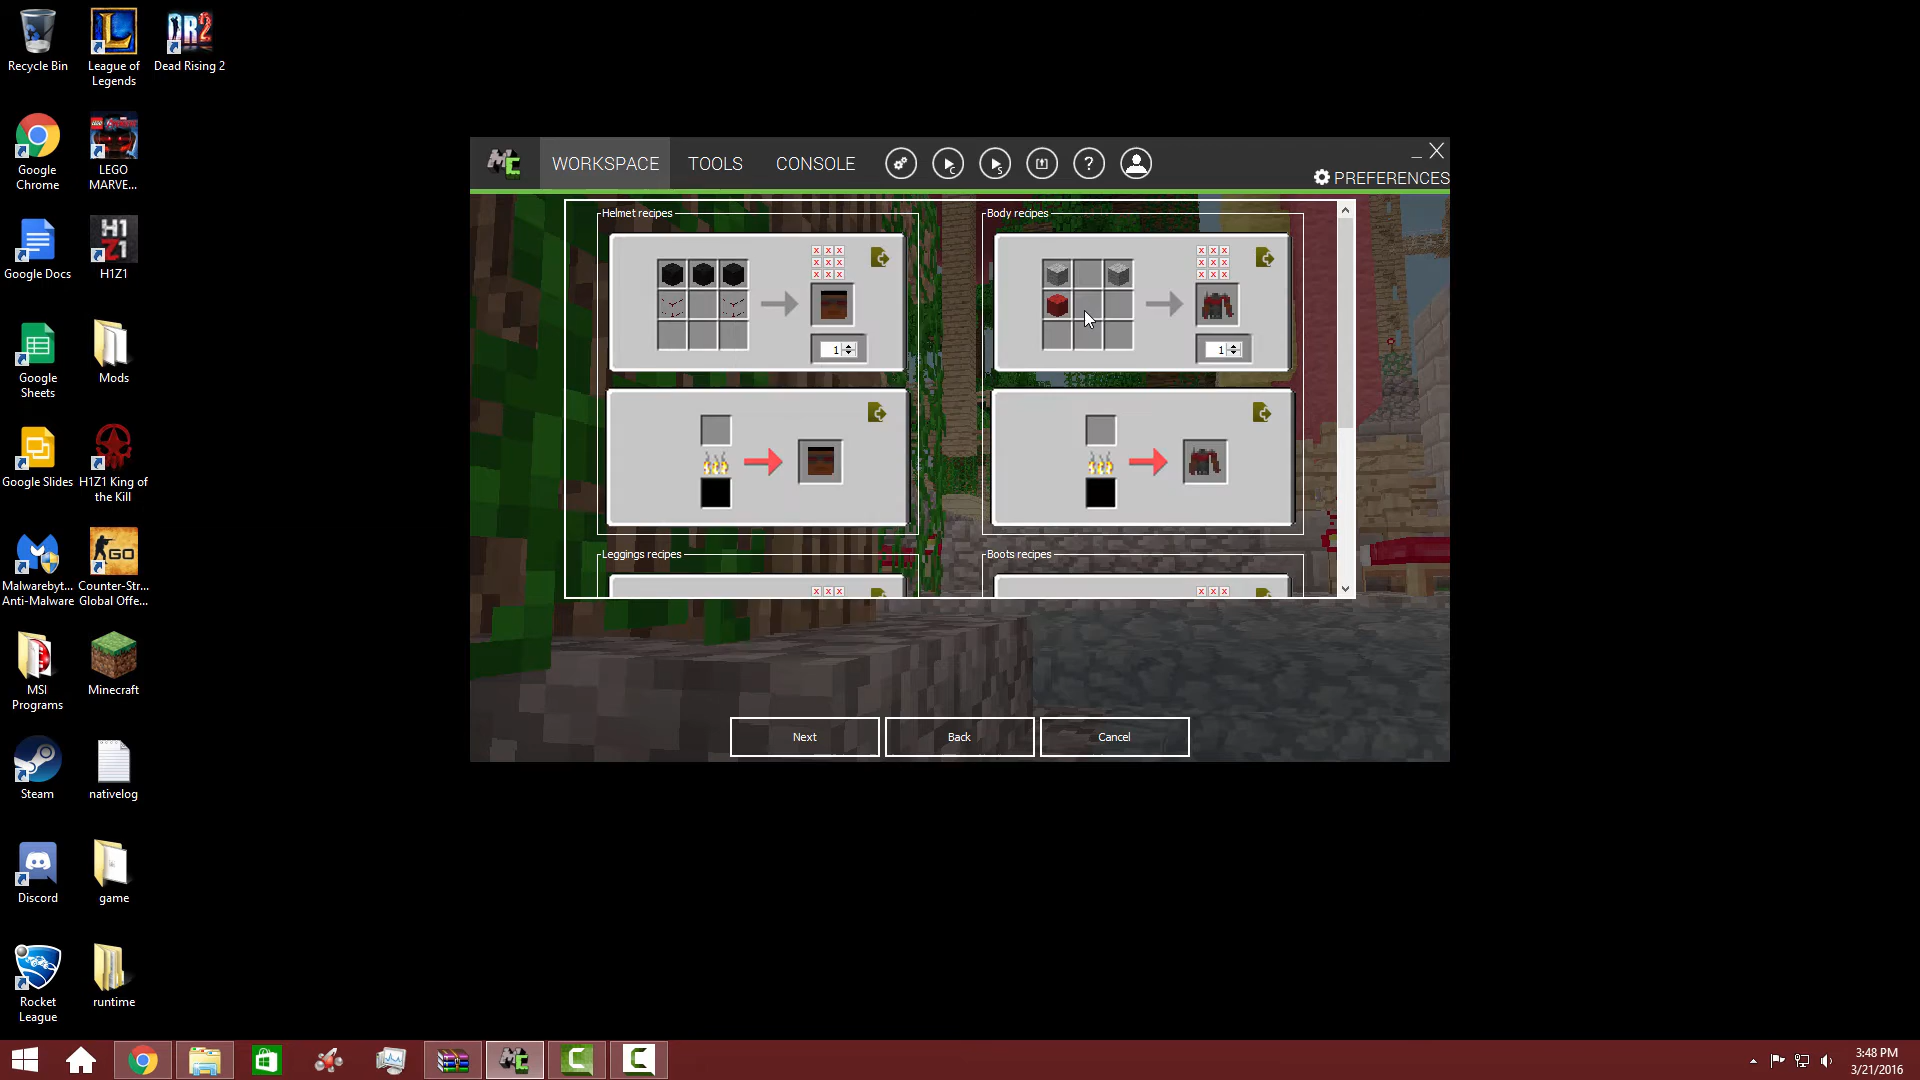 Recycle Bin
League of
Legends
Dead Rising 2
Google
Chrome
LEGO
MARVE...
Google Docs
H1Z1
Google
Sheets
Mods
Google Slides
H1Z1 King of
the Kill
Malwarebyt...
Anti-Malware
Counter-Str...
Global Offe...
MSI
Programs
Minecraft
Steam
nativelog
Discord
game
Rocket
League
runtime
WORKSPACE
TOOLS
CONSOLE
PREFERENCES
Helmet recipes
Body recipes
1
1
Leggings recipes
Boots recipes
Next
Back
Cancel
3:48 PM
3/21/2016